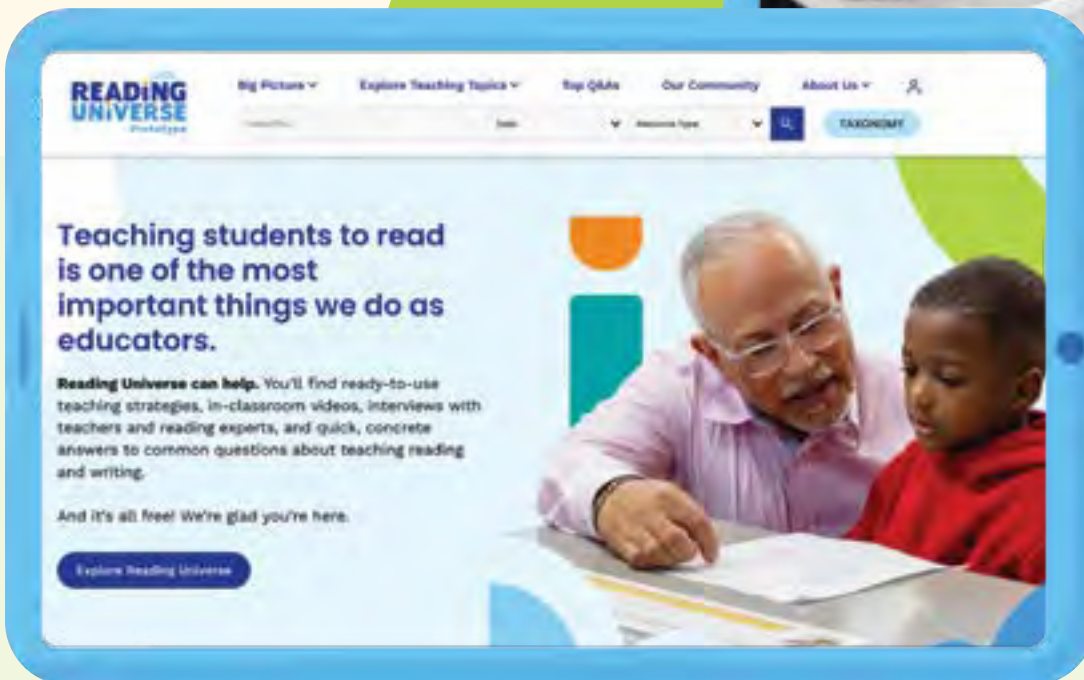 READiNG
UNiVERSE
Prototype
Big Picture Explore Teaching Topics Top Q&As Our Community About Us
Resource Type TAXONOMY
Teaching students to read
is one of the most
important things we do as
educators.
Reading Universe can help. You'll find ready-to-use
teaching strategies, in-classroom videos, interviews with
teachers and reading experts, and quick, concrete
answers to common questions about teaching reading
and writing.
And it's all free! We're glad you're here.
Explore Reading Universe